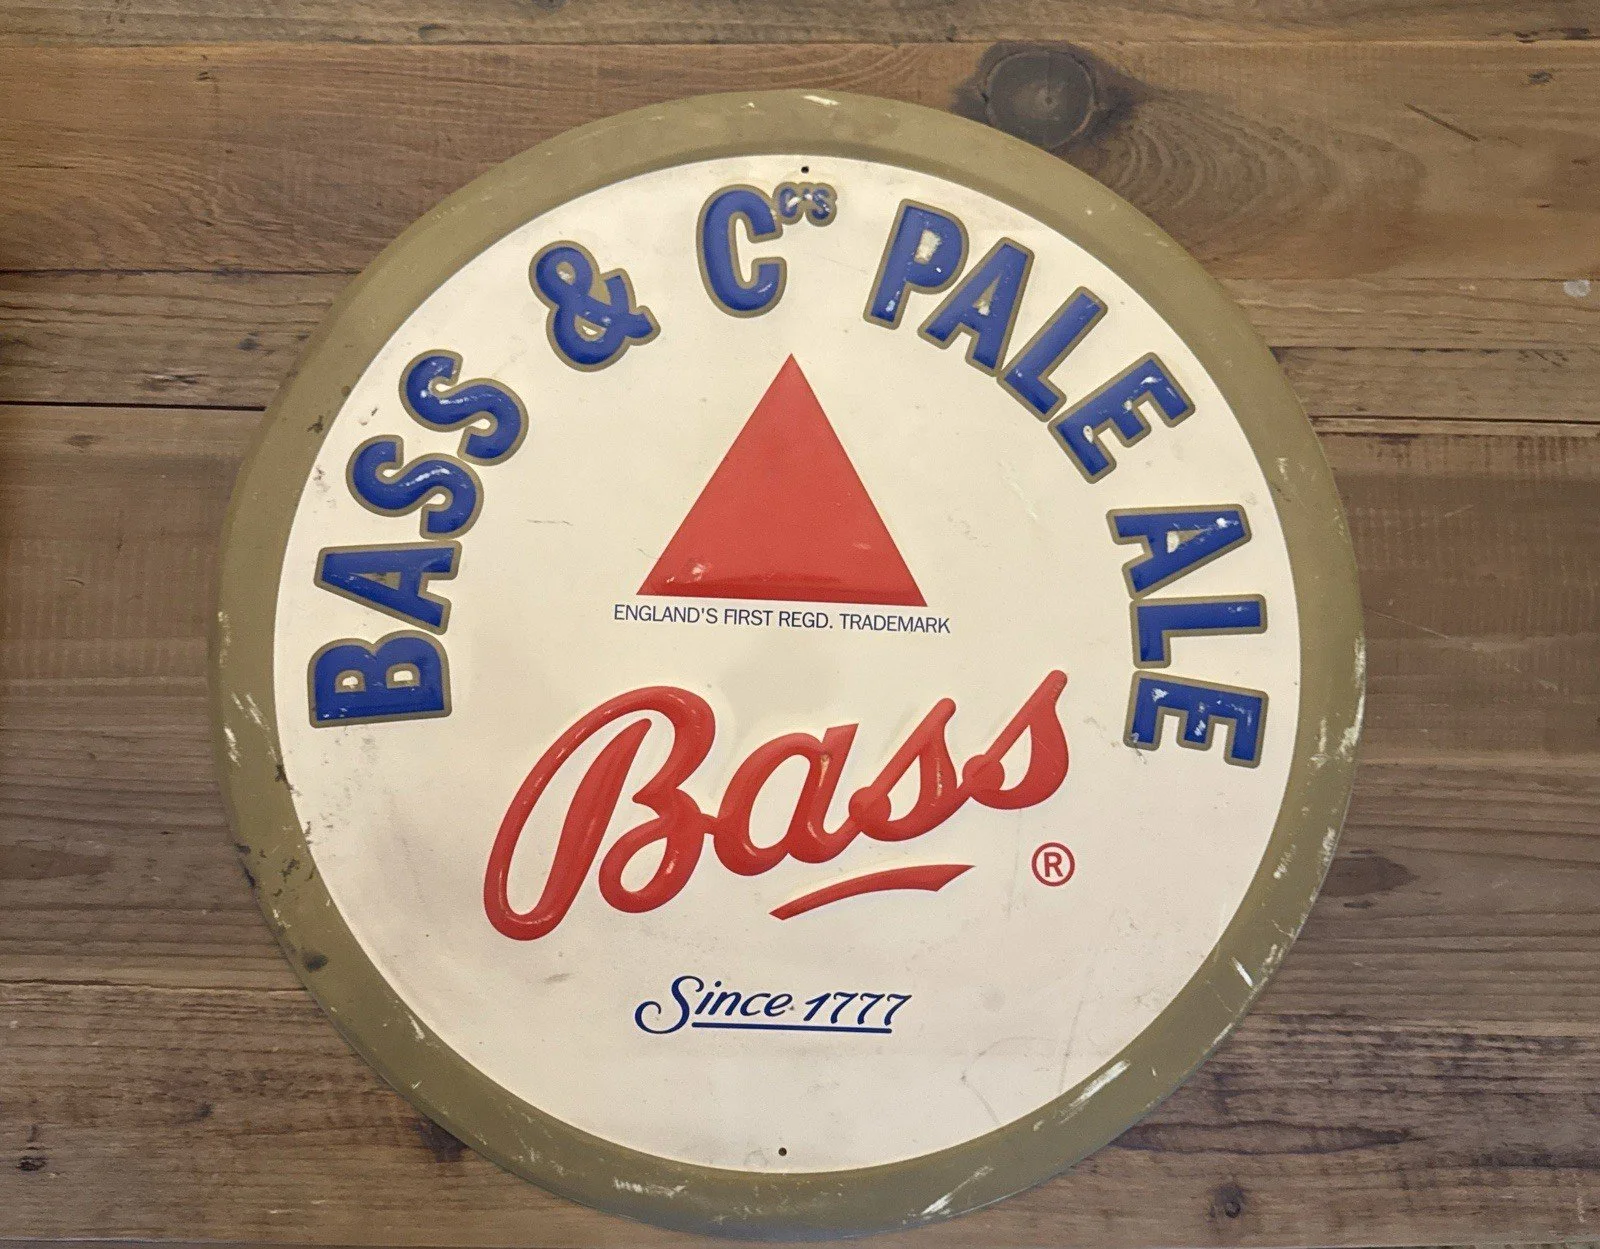 BASS & Co's PALE ALE
ENGLAND'S FIRST REGD. TRADEMARK
Bass ®
Since 1777